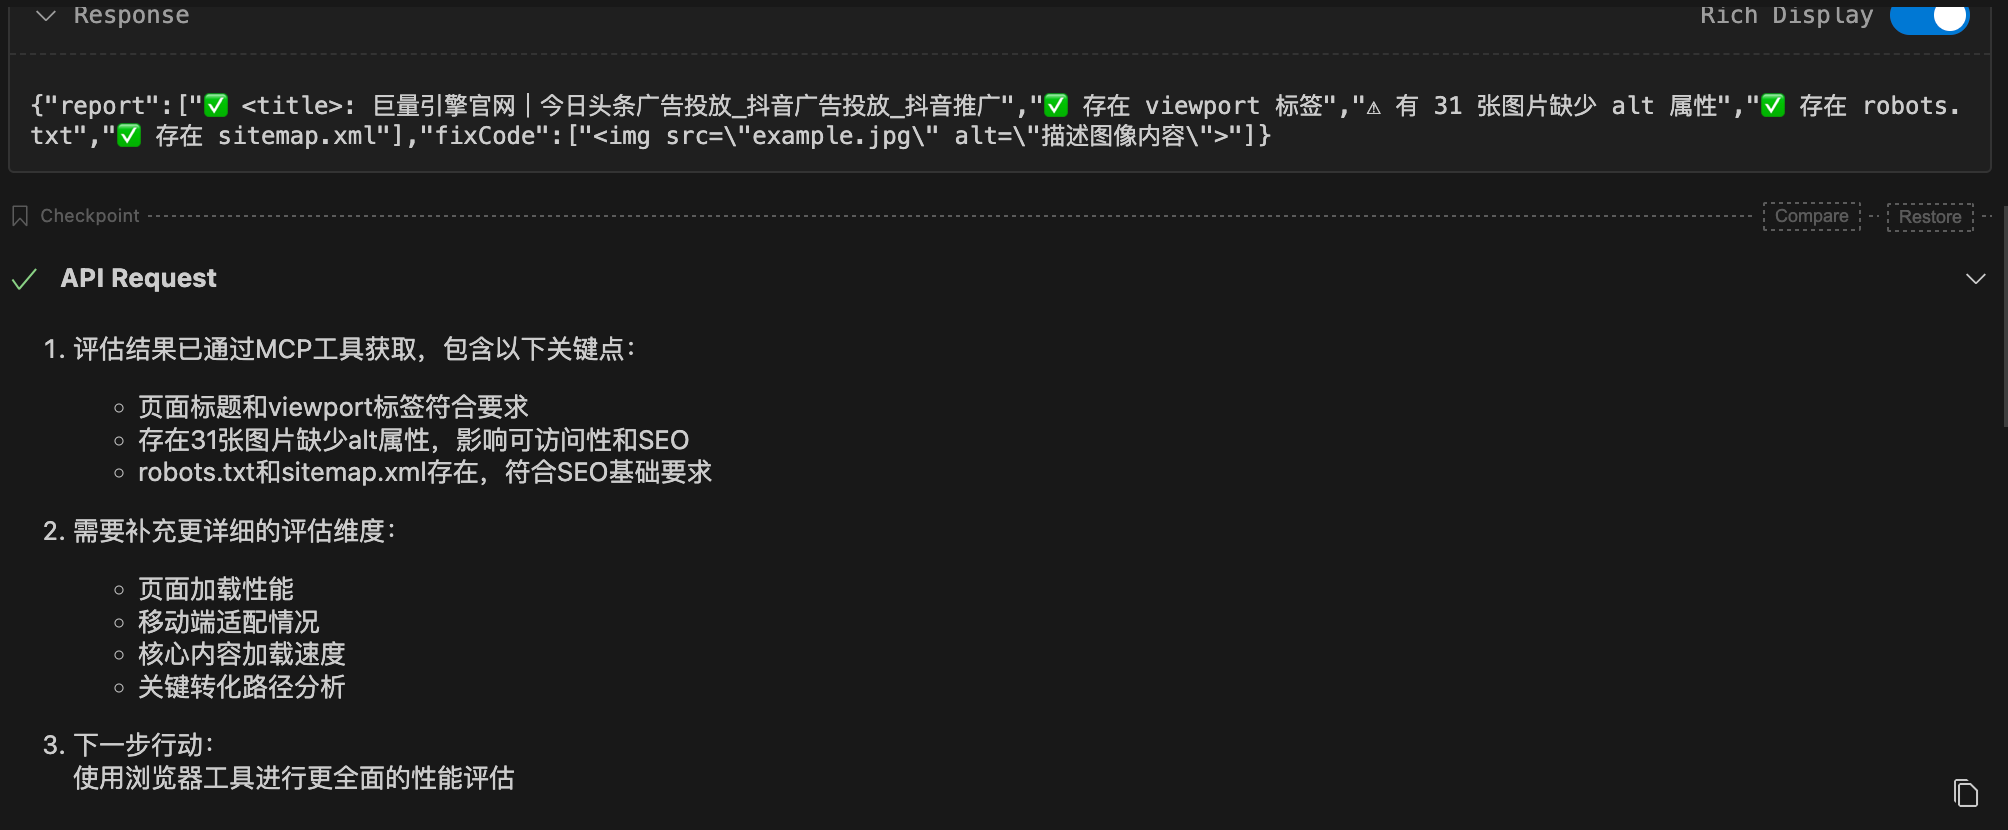 Response
Rich Display
{"report":["✅ <title>: 巨量引擎官网｜今日头条广告投放_抖音广告投放_抖音推广","✅ 存在 viewport 标签","⚠ 有 31 张图片缺少 alt 属性","✅ 存在 robots.
txt","✅ 存在 sitemap.xml"],"fixCode":["<img src=\"example.jpg\" alt=\"描述图像内容\">"]}
Checkpoint
Compare
Restore
API Request
1. 评估结果已通过MCP工具获取，包含以下关键点：
○ 页面标题和viewport标签符合要求
○ 存在31张图片缺少alt属性，影响可访问性和SEO
○ robots.txt和sitemap.xml存在，符合SEO基础要求
2. 需要补充更详细的评估维度：
○ 页面加载性能
○ 移动端适配情况
○ 核心内容加载速度
○ 关键转化路径分析
3. 下一步行动：
使用浏览器工具进行更全面的性能评估